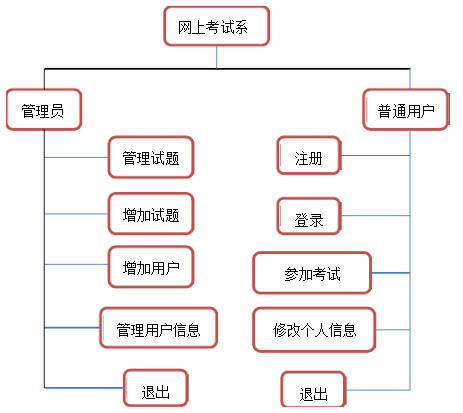 网上考试系
管理员
普通用户
管理试题
注册
增加试题
登录
增加用户
参加考试
管理用户信息
修改个人信息
退出
退出